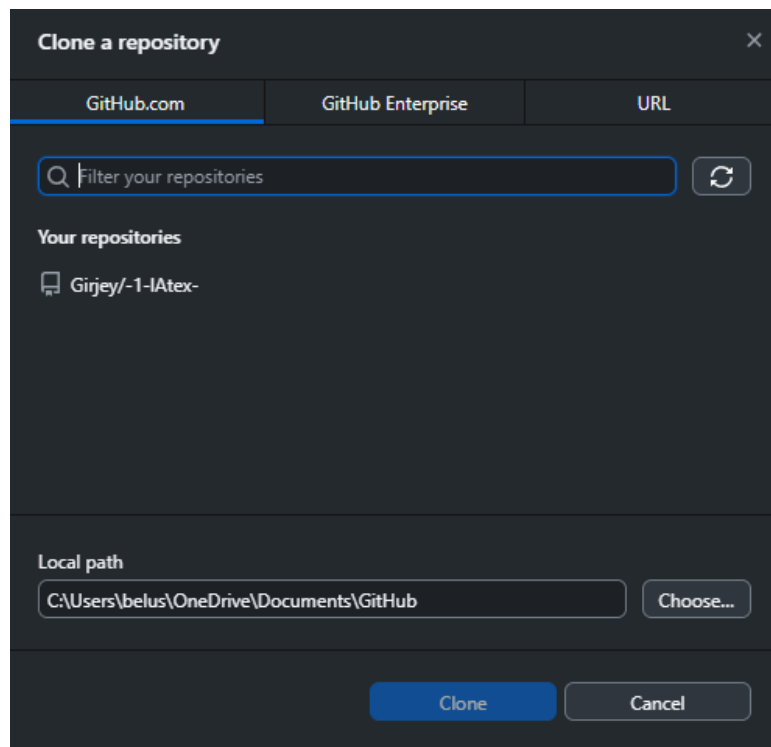 Clone a repository
GitHub.com
GitHub Enterprise
URL
Filter your repositories
Your repositories
Girjey/-1-lAtex-
Local path
C:\Users\belus\OneDrive\Documents\GitHub
Choose...
Clone
Cancel